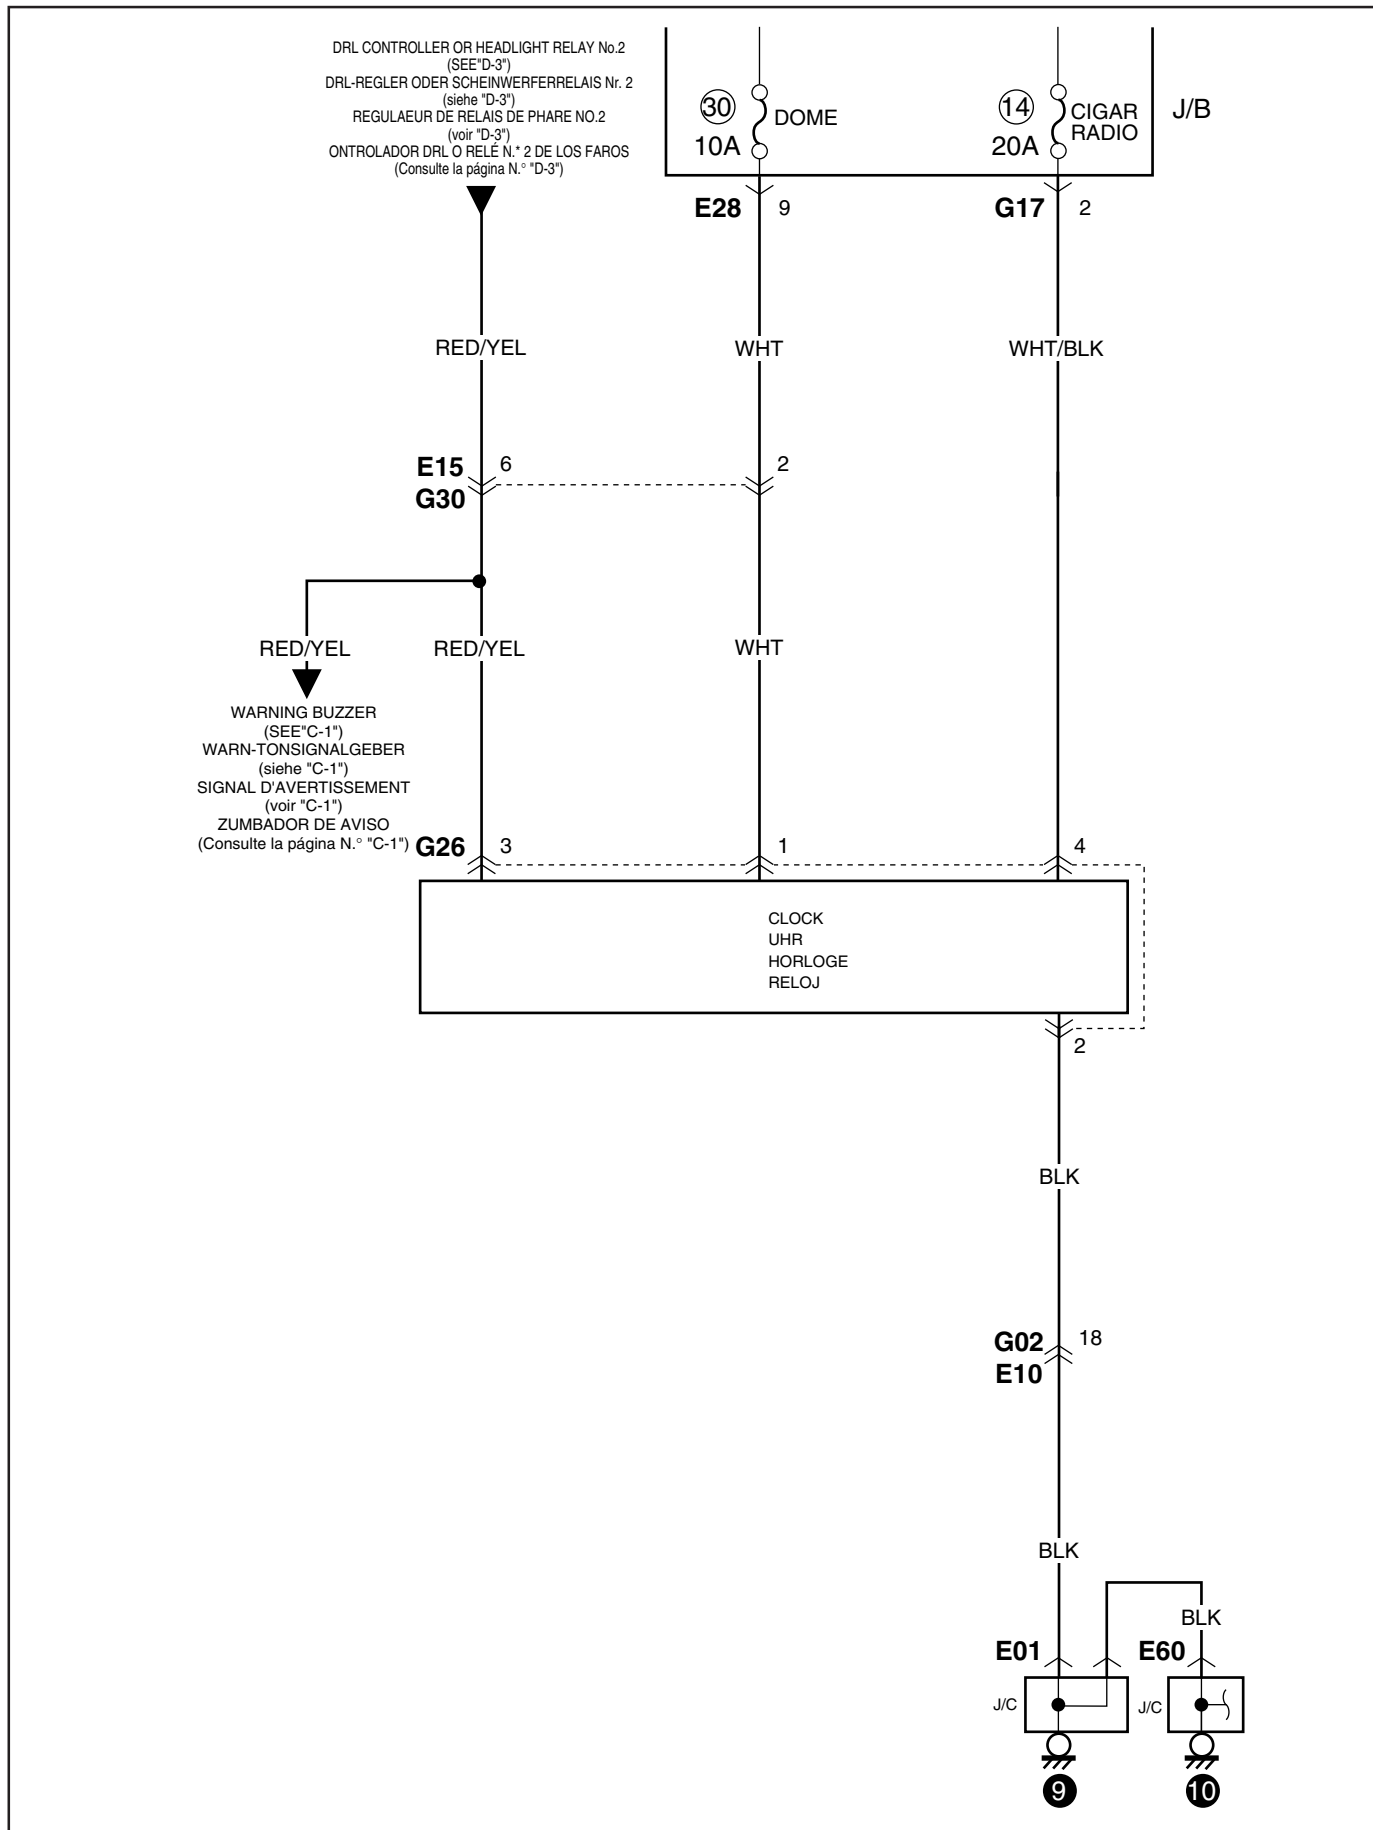 DRL CONTROLLER OR HEADLIGHT RELAY No.2
(SEE"D-3")
DRL-REGLER ODER SCHEINWERFERRELAIS Nr. 2
(siehe "D-3")
REGULAEUR DE RELAIS DE PHARE NO.2
(voir "D-3")
ONTROLADOR DRL O RELÉ N.* 2 DE LOS FAROS
(Consulte la página N.° "D-3")
30
10A
DOME
14
20A
CIGAR
RADIO
J/B
E28 9
G17 2
RED/YEL
WHT
WHT/BLK
E15 6
G30
2
RED/YEL
RED/YEL
WHT
WARNING BUZZER
(SEE"C-1")
WARN-TONSIGNALGEBER
(siehe "C-1")
SIGNAL D'AVERTISSEMENT
(voir "C-1")
ZUMBADOR DE AVISO
(Consulte la página N.° "C-1")
G26 3
1
4
CLOCK
UHR
HORLOGE
RELOJ
2
BLK
G02 18
E10
BLK
BLK
E01
E60
J/C
J/C
9
10